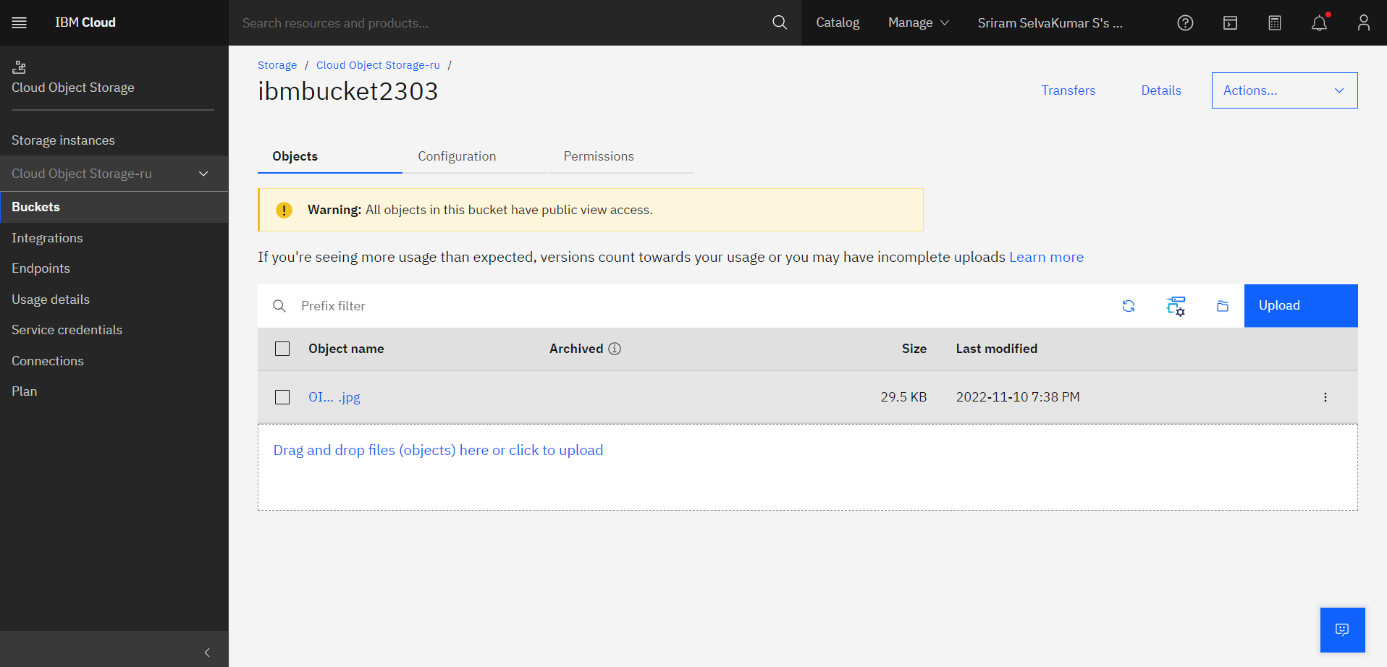 IBM Cloud
Search resources and products...
Catalog
Manage
Sriram SelvaKumar S's ...
Cloud Object Storage
Storage instances
Cloud Object Storage-ru
Buckets
Integrations
Endpoints
Usage details
Service credentials
Connections
Plan
Storage / Cloud Object Storage-ru /
ibmbucket2303
Transfers
Details
Actions...
Objects
Configuration
Permissions
Warning: All objects in this bucket have public view access.
If you're seeing more usage than expected, versions count towards your usage or you may have incomplete uploads Learn more
Prefix filter
Upload
Object name Archived Size Last modified
OI... .jpg 29.5 KB 2022-11-10 7:38 PM
Drag and drop files (objects) here or click to upload